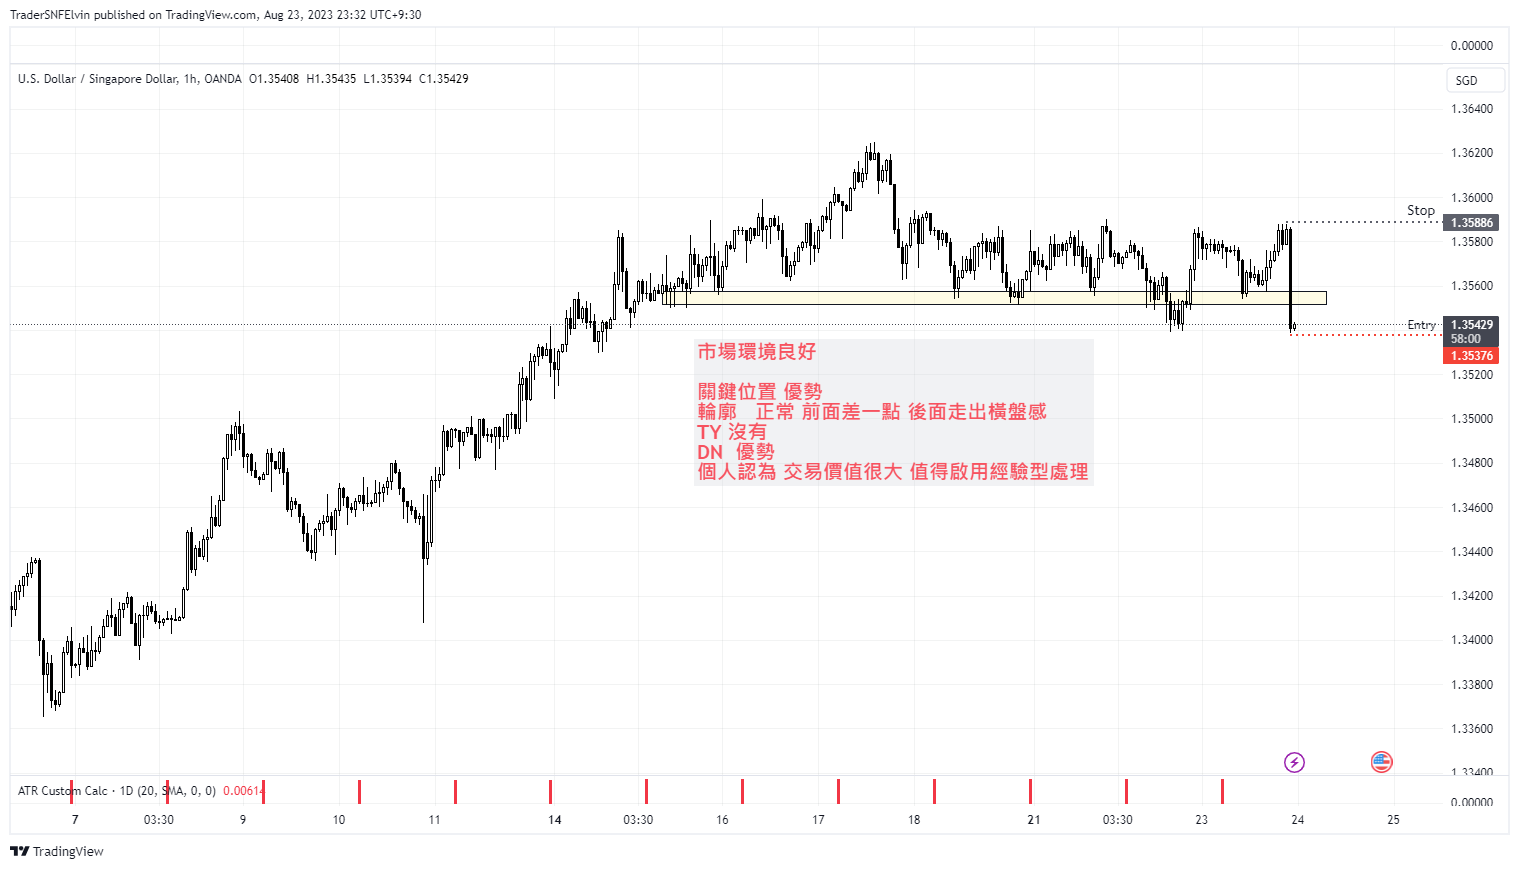 TraderSNFElvin published on TradingView.com, Aug 23, 2023 23:32 UTC+9:30
0.00000
U.S. Dollar / Singapore Dollar, 1h, OANDA O1.35408 H1.35435 L1.35394 C1.35429
SGD
1.36400
1.36200
1.36000
Stop
1.35886
1.35800
1.35600
Entry
1.35429
58:00
1.35376
市場環境良好
關鍵位置 優勢
輪廓 正常 前面差一點 後面走出橫盤感
TY 沒有
DN 優勢
個人認為 交易價值很大 值得啟用經驗型處理
1.35200
1.35000
1.34800
1.34600
1.34400
1.34200
1.34000
1.33800
1.33600
1.33400
ATR Custom Calc · 1D (20, SMA, 0, 0) 0.00614
0.00000
7 03:30 9 10 11 14 03:30 16 17 18 21 03:30 23 24 25
TradingView